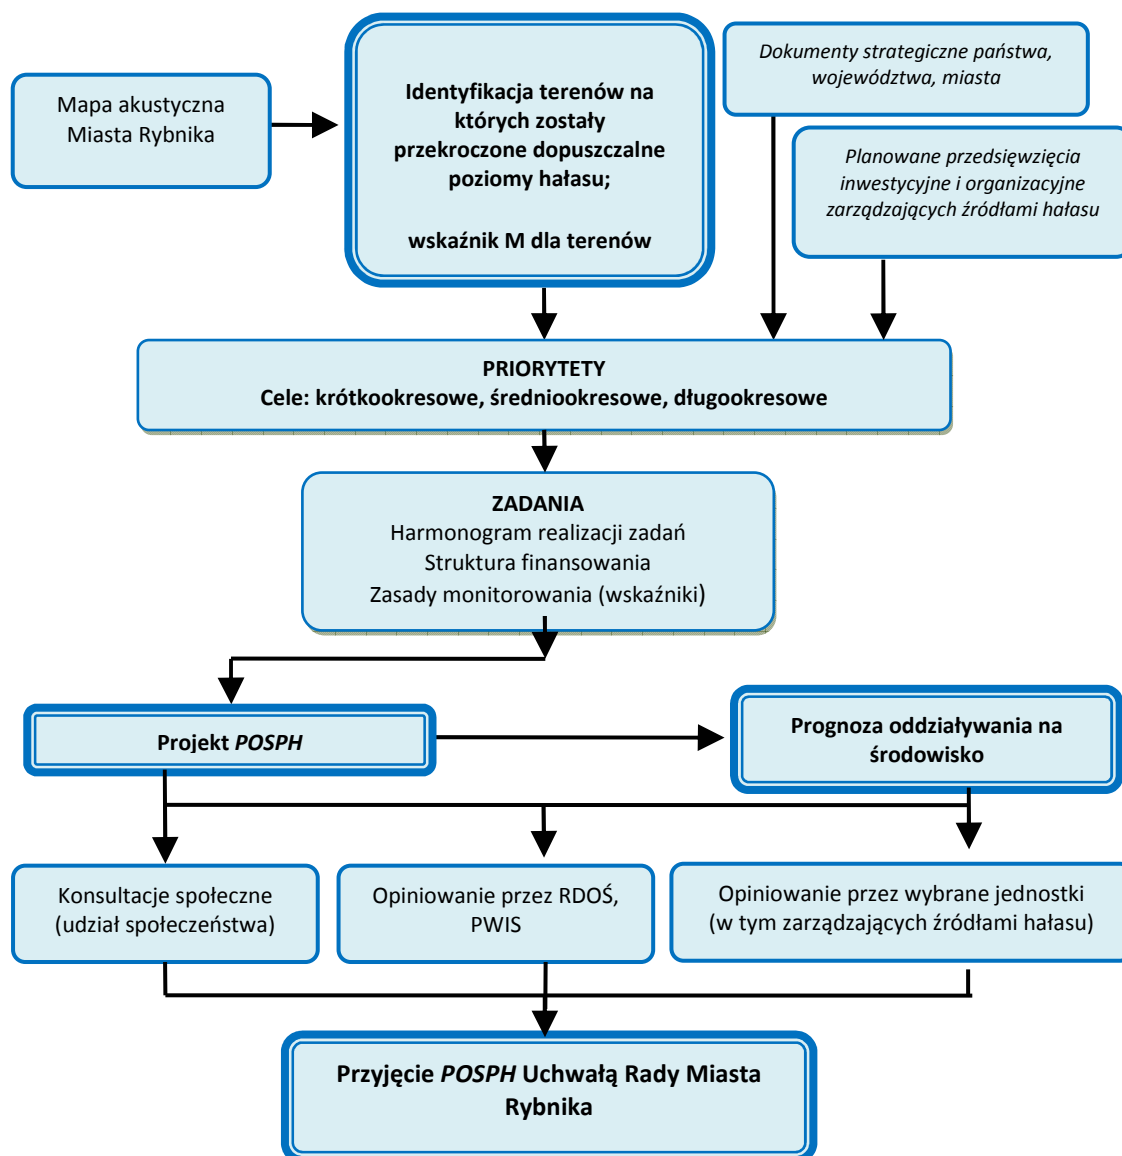 Mapa akustyczna
Miasta Rybnika
Identyfikacja terenów na
których zostały
przekroczone dopuszczalne
poziomy hałasu;
wskaźnik M dla terenów
Dokumenty strategiczne państwa,
województwa, miasta
Planowane przedsięwzięcia
inwestycyjne i organizacyjne
zarządzających źródłami hałasu
PRIORYTETY
Cele: krótkookresowe, średniookresowe, długookresowe
ZADANIA
Harmonogram realizacji zadań
Struktura finansowania
Zasady monitorowania (wskaźniki)
Projekt POSPH
Prognoza oddziaływania na
środowisko
Konsultacje społeczne
(udział społeczeństwa)
Opiniowanie przez RDOŚ,
PWIS
Opiniowanie przez wybrane jednostki
(w tym zarządzających źródłami hałasu)
Przyjęcie POSPH Uchwałą Rady Miasta
Rybnika